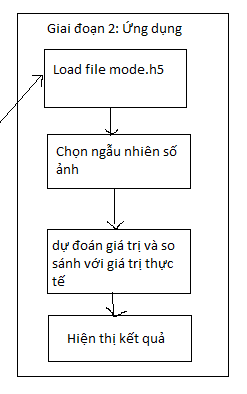 Giai đoạn 2: Ứng dụng
Load file mode.h5
Chọn ngẫu nhiên số
ảnh
dự đoán giá trị và so
sánh với giá trị thực
tế
Hiện thị kết quả